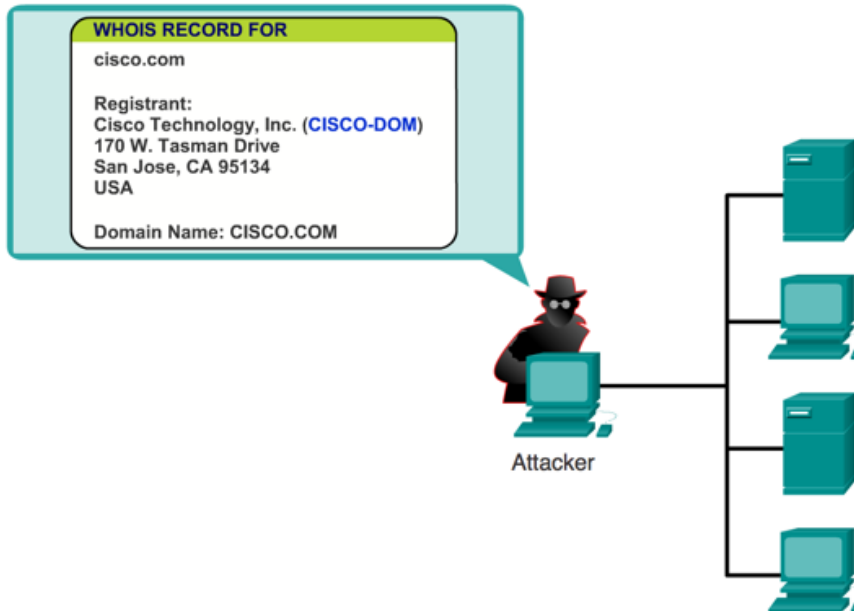 WHOIS RECORD FOR
cisco.com
Registrant:
Cisco Technology, Inc. (CISCO-DOM)
170 W. Tasman Drive
San Jose, CA 95134
USA
Domain Name: CISCO.COM
Attacker